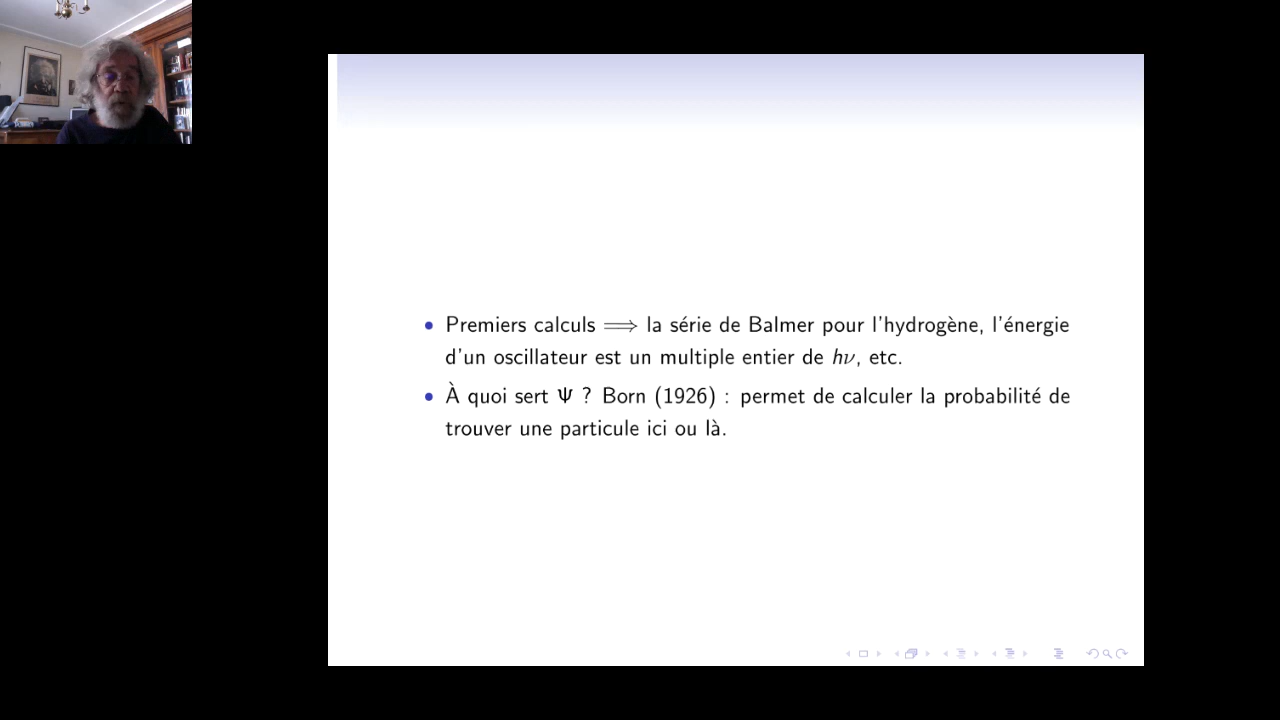 • Premiers calculs ⟹ la série de Balmer pour l'hydrogène, l'énergie
d'un oscillateur est un multiple entier de hν, etc.
• À quoi sert Ψ ? Born (1926) : permet de calculer la probabilité de
trouver une particule ici ou là.